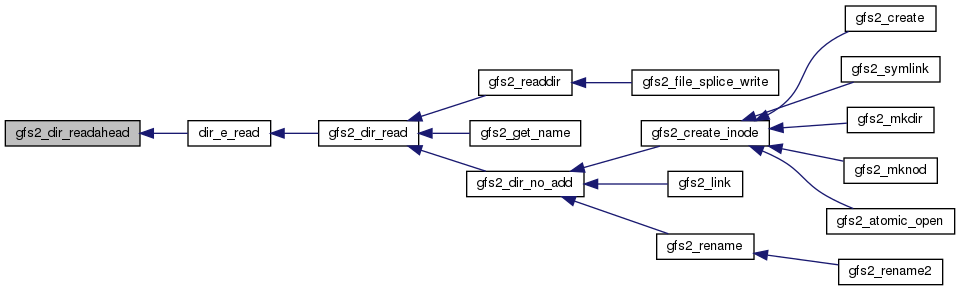 gfs2_dir_readahead
dir_e_read
gfs2_dir_read
gfs2_readdir
gfs2_file_splice_write
gfs2_get_name
gfs2_dir_no_add
gfs2_create_inode
gfs2_create
gfs2_symlink
gfs2_mkdir
gfs2_mknod
gfs2_atomic_open
gfs2_link
gfs2_rename
gfs2_rename2